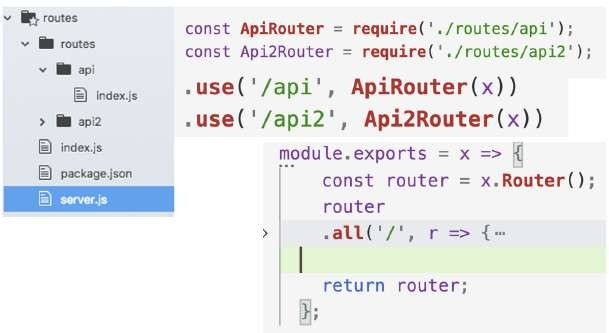 routes
routes
api
index.js
api2
index.js
package.json
server.js
const ApiRouter = require('./routes/api');
const Api2Router = require('./routes/api2');
.use('/api', ApiRouter(x))
.use('/api2', Api2Router(x))
module.exports = x => {
const router = x.Router();
router
.all('/', r => {⋯
return router;
};